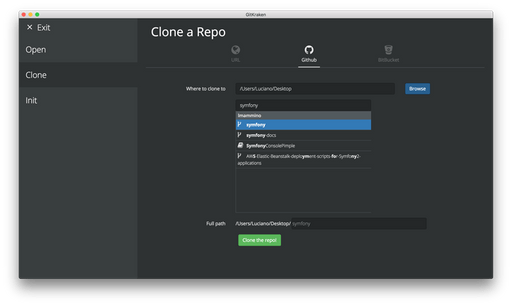 GitKraken
✕ Exit
Open
Clone
Init
Clone a Repo
URL
Github
BitBucket
Where to clone to
/Users/Luciano/Desktop
Browse
symfony
lmammino
symfony
symfony-docs
SymfonyConsolePimple
AWS-Elastic-Beanstalk-deployment-scripts-for-Symfony2-
applications
Full path
/Users/Luciano/Desktop/ symfony
Clone the repo!